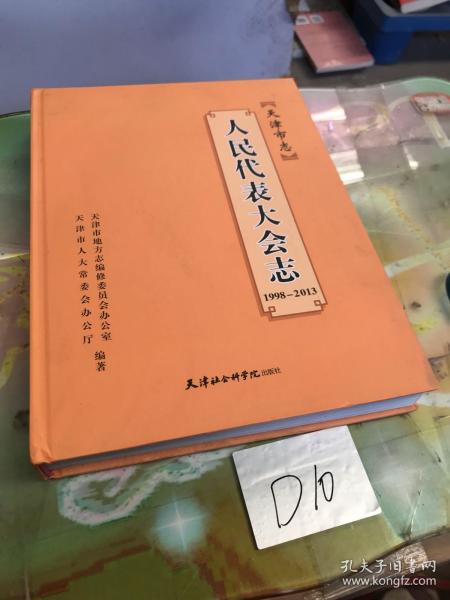 【天津市志】
人民代表大会志
1998-2013
天津市地方志编修委员会办公室
天津市人大常委会办公厅
编著
天津社会科学院出版社
D10
孔夫子旧书网
www.kongfz.com